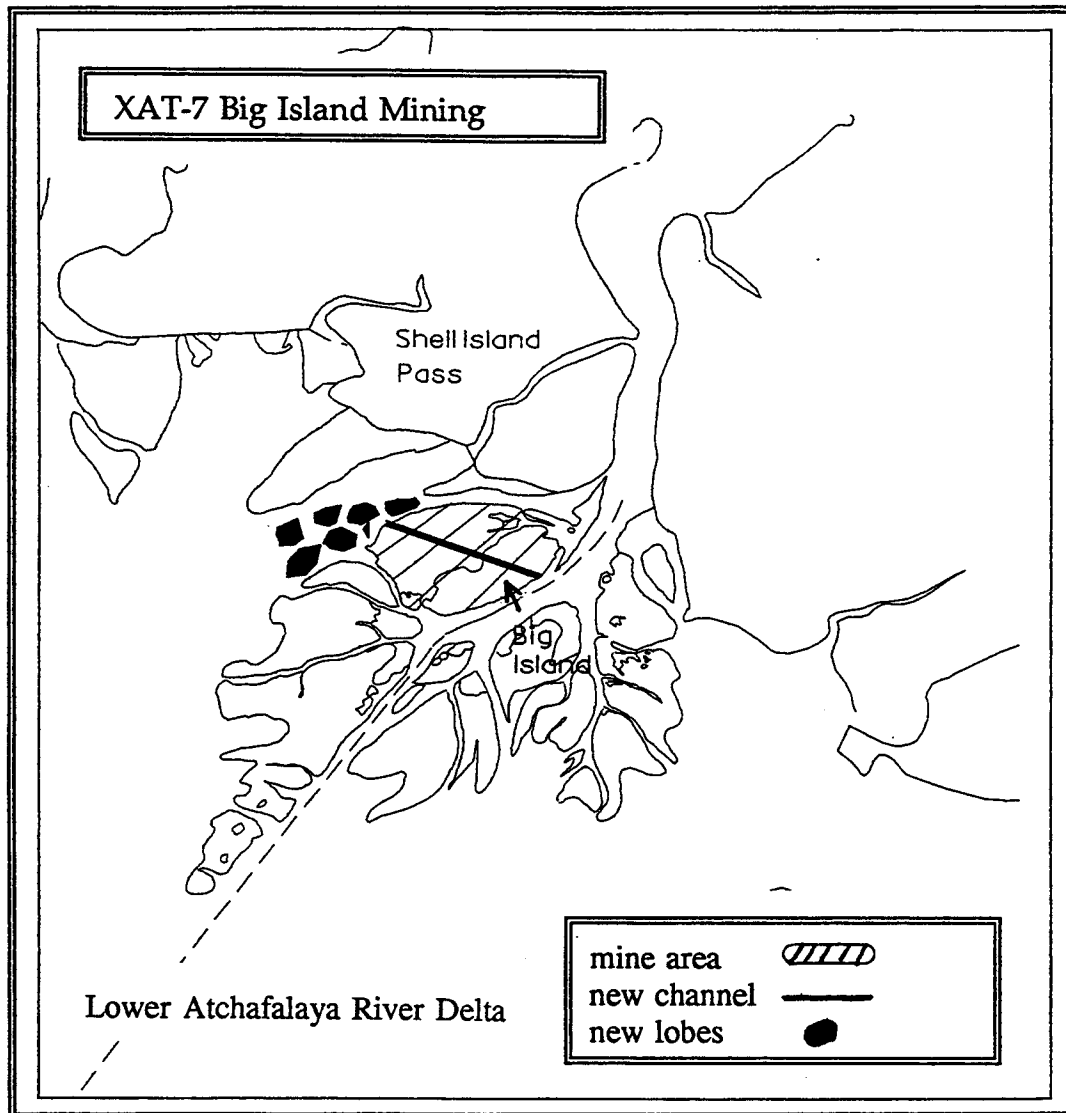 XAT-7 Big Island Mining
Shell Island
Pass
Big
Island
Lower Atchafalaya River Delta
mine area
new channel
new lobes